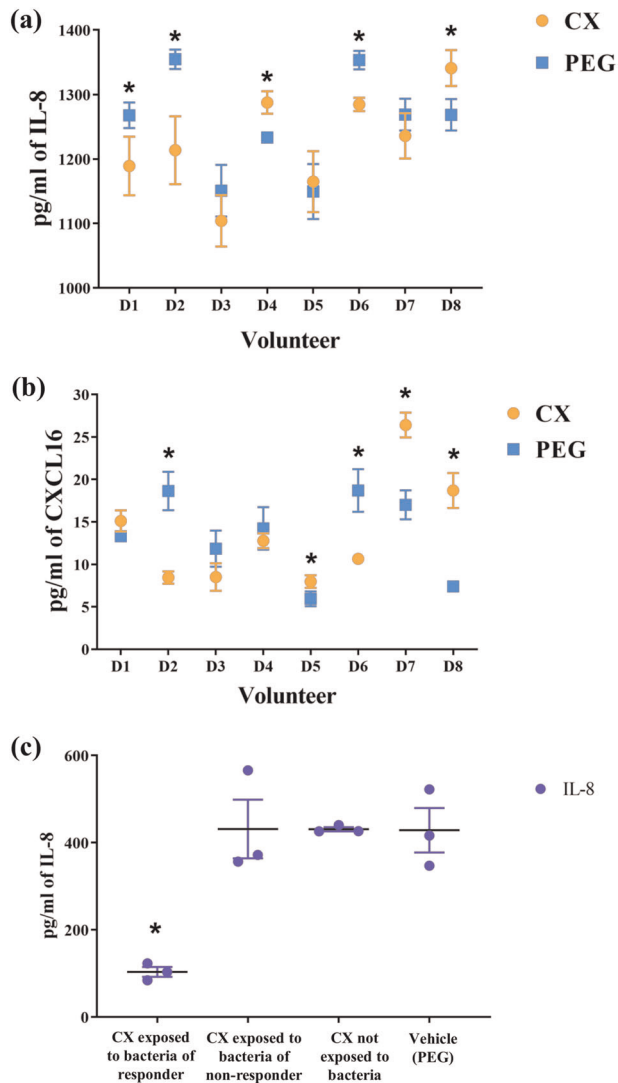 (a)
CX
PEG
*
*
*
*
*
1400
1300
1200
1100
1000
pg/ml of IL-8
D1 D2 D3 D4 D5 D6 D7 D8
Volunteer
(b)
CX
PEG
*
*
*
*
*
30
25
20
15
10
5
0
pg/ml of CXCL16
D1 D2 D3 D4 D5 D6 D7 D8
Volunteer
(c)
IL-8
*
600
400
200
0
pg/ml of IL-8
CX exposed
to bacteria of
responder
CX exposed to
bacteria of
non-responder
CX not
exposed to
bacteria
Vehicle
(PEG)